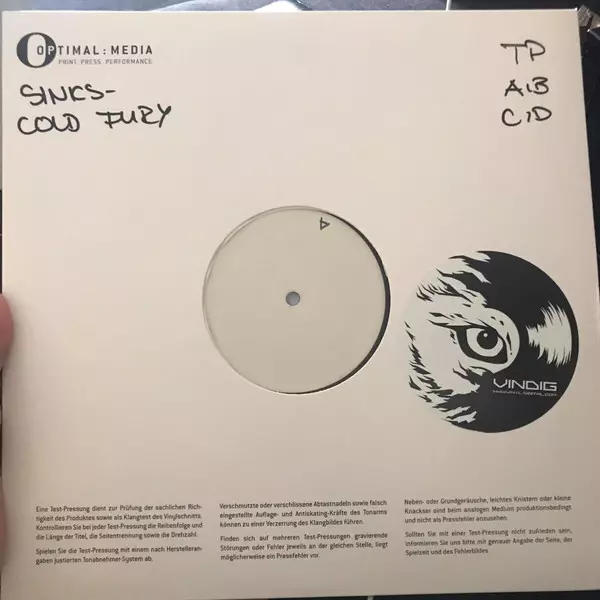 OPTIMAL : MEDIA
PRINT PRESS PERFORMANCE
SINKS-
COLD FURY
TP
A,B
C,D
A
VINDIG
Eine Test-Pressung dient zur Prüfung der sachlichen Rich-
tigkeit des Produktes sowie als Klangtest des Vinylschnitts.
Kontrollieren Sie bei jeder Test-Pressung die Reihenfolge und
die Länge der Titel, die Seitentrennung sowie die Drehzahl.
Spielen Sie die Test-Pressung mit einem nach Herstelleran-
gaben justierten Tonabnehmer-System ab.
Verschmutzte oder verschlissene Abtastnadeln sowie falsch
eingestellte Auflage- und Antiskating-Kräfte des Tonarms
können zu einer Verzerrung des Klangbildes führen.
Finden sich auf mehreren Test-Pressungen gravierende
Störungen oder Fehler jeweils an der gleichen Stelle, liegt
möglicherweise ein Pressfehler vor.
Neben- oder Grundgeräusche, leichtes Knistern oder kleine
Knackser sind beim analogen Medium produktionsbedingt
und nicht als Pressfehler anzusehen.
Sollten Sie mit einer Test-Pressung nicht zufrieden sein,
informieren Sie uns bitte mit genauer Angabe der Seite, der
Spielzeit und des Fehlerbildes.